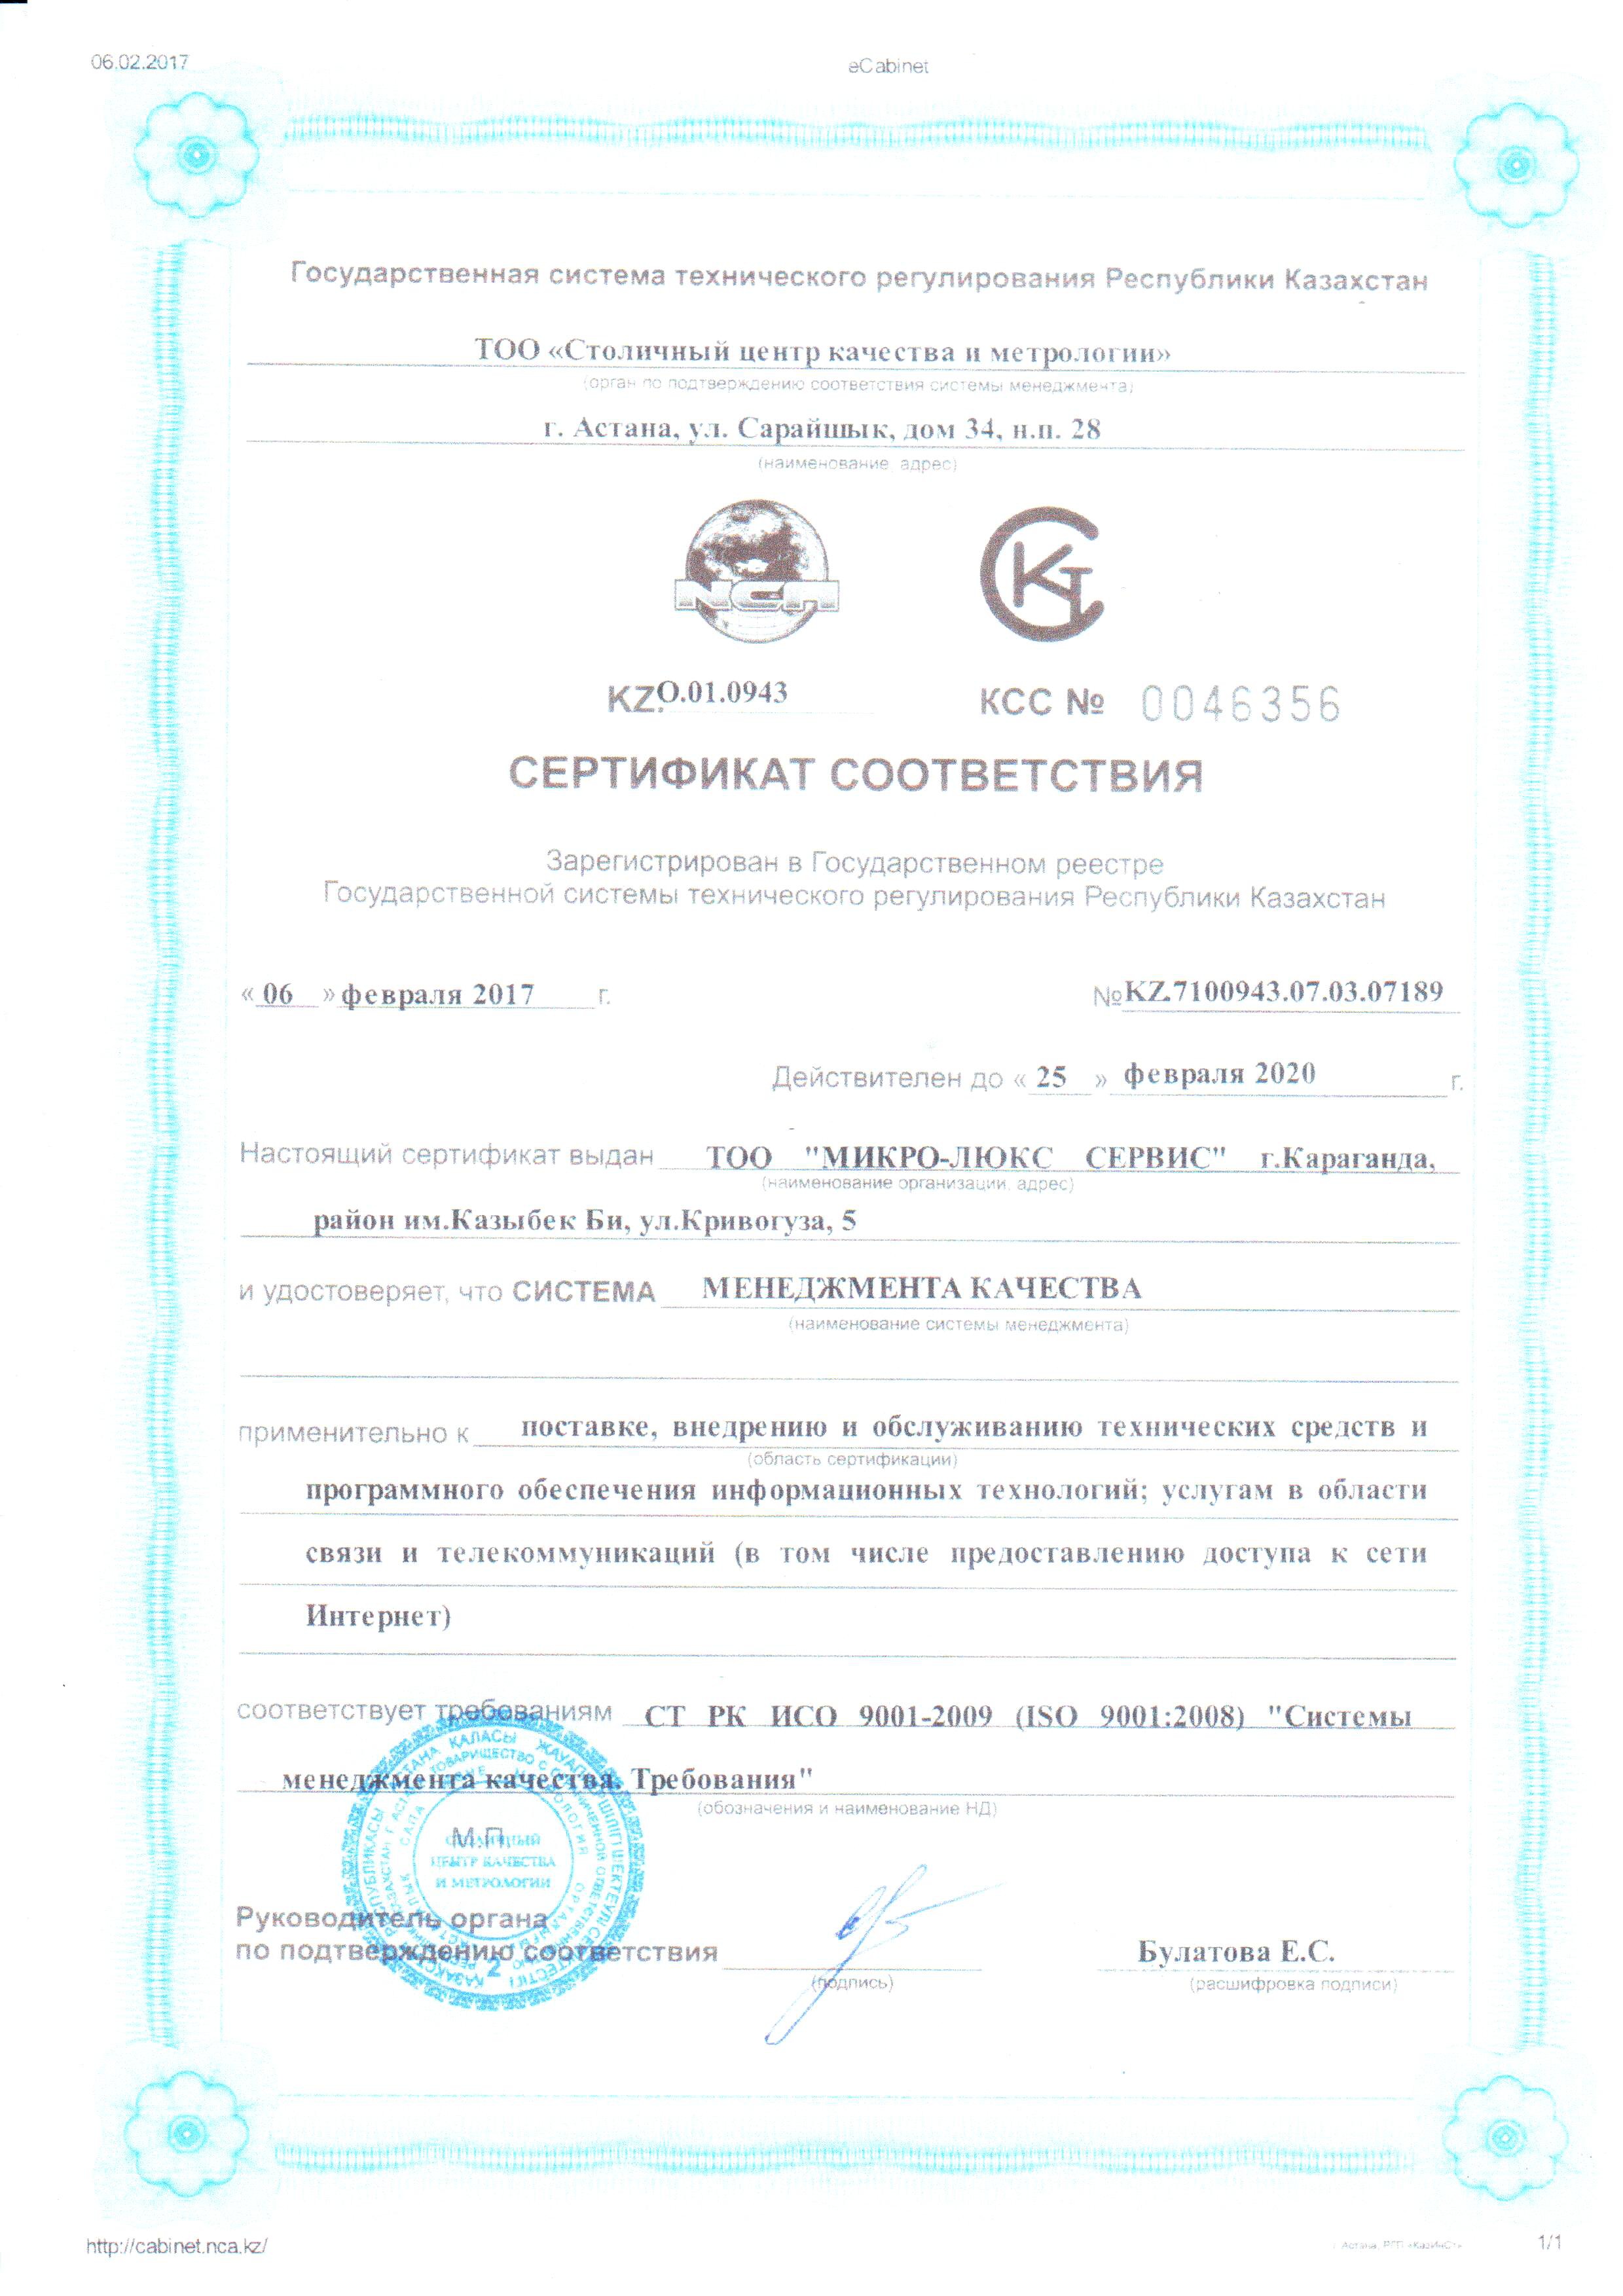 06.02.2017
eCabinet
Государственная система технического регулирования Республики Казахстан
ТОО «Столичный центр качества и метрологии»
(орган по подтверждению соответствия системы менеджмента)
г. Астана, ул. Сарайшык, дом 34, н.п. 28
(наименование, адрес)
NCA
KZ.O.01.0943
КСС № 0046356
СЕРТИФИКАТ СООТВЕТСТВИЯ
Зарегистрирован в Государственном реестре
Государственной системы технического регулирования Республики Казахстан
« 06 » февраля 2017 г.
№ KZ.7100943.07.03.07189
Действителен до « 25 » февраля 2020 г.
Настоящий сертификат выдан ТОО "МИКРО-ЛЮКС СЕРВИС" г.Караганда,
(наименование организации, адрес)
район им.Казыбек Би, ул.Кривогуза, 5
и удостоверяет, что СИСТЕМА МЕНЕДЖМЕНТА КАЧЕСТВА
(наименование системы менеджмента)
применительно к поставке, внедрению и обслуживанию технических средств и
(область сертификации)
программного обеспечения информационных технологий; услугам в области
связи и телекоммуникаций (в том числе предоставлению доступа к сети
Интернет)
соответствует требованиям СТ РК ИСО 9001-2009 (ISO 9001:2008) "Системы
менеджмента качества. Требования"
(обозначения и наименование НД)
М.П.
СТОЛИЧНЫЙ
ЦЕНТР КАЧЕСТВА
И МЕТРОЛОГИИ
2
Руководитель органа
по подтверждению соответствия
(подпись)
Булатова Е.С.
(расшифровка подписи)
http://cabinet.nca.kz/
г. Астана, РГП «КазИнСт»
1/1